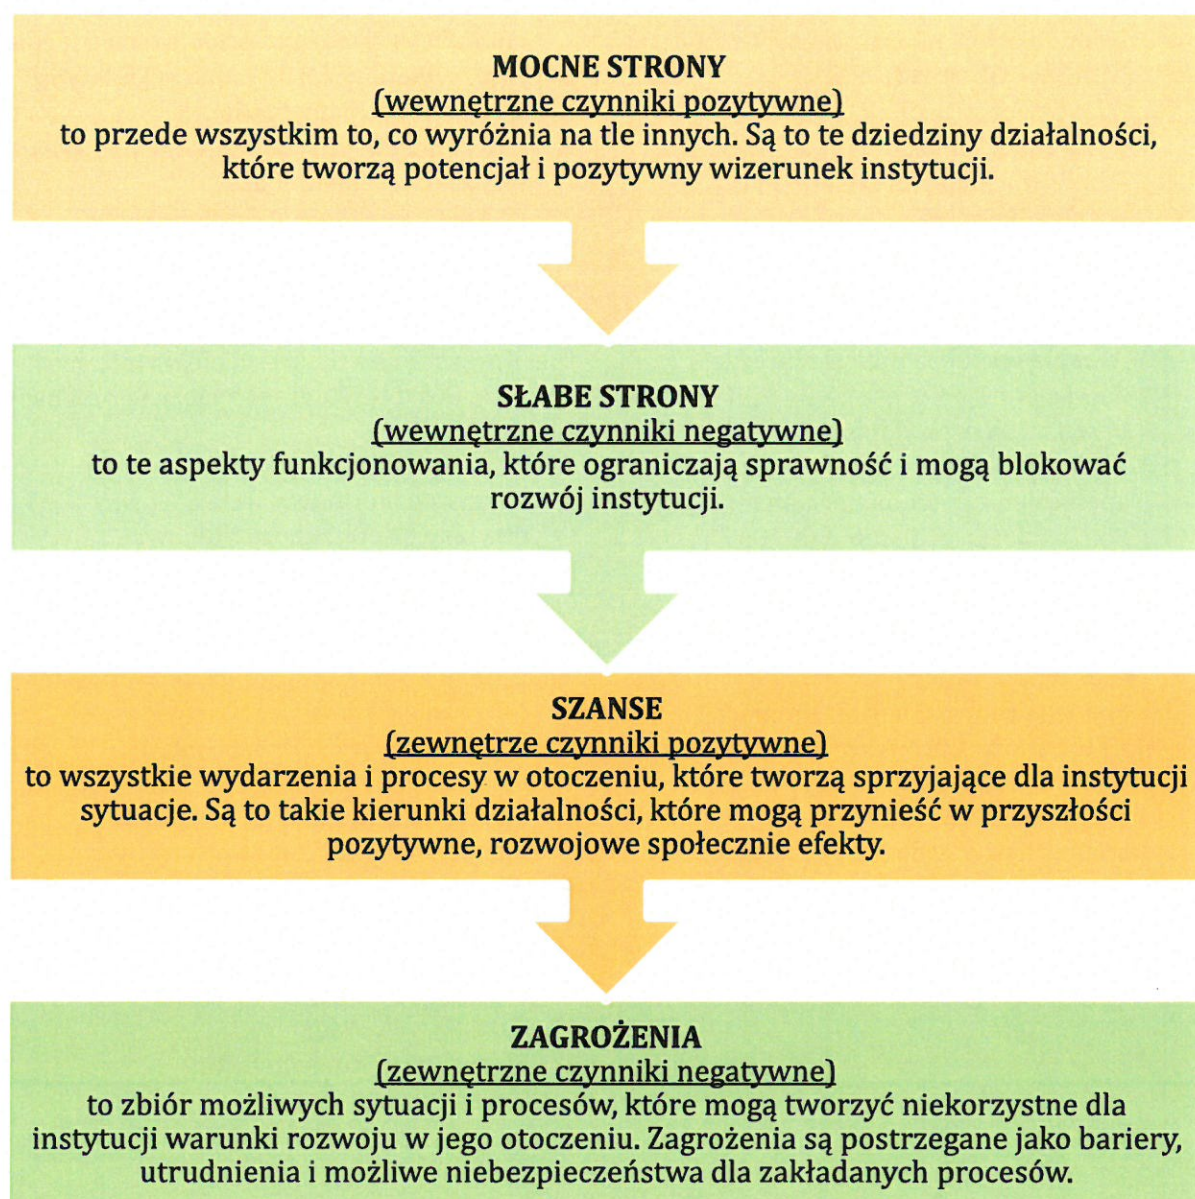 MOCNE STRONY
(wewnętrzne czynniki pozytywne)
to przede wszystkim to, co wyróżnia na tle innych. Są to te dziedziny działalności,
które tworzą potencjał i pozytywny wizerunek instytucji.
SŁABE STRONY
(wewnętrzne czynniki negatywne)
to te aspekty funkcjonowania, które ograniczają sprawność i mogą blokować
rozwój instytucji.
SZANSE
(zewnętrze czynniki pozytywne)
to wszystkie wydarzenia i procesy w otoczeniu, które tworzą sprzyjające dla instytucji
sytuacje. Są to takie kierunki działalności, które mogą przynieść w przyszłości
pozytywne, rozwojowe społecznie efekty.
ZAGROŻENIA
(zewnętrzne czynniki negatywne)
to zbiór możliwych sytuacji i procesów, które mogą tworzyć niekorzystne dla
instytucji warunki rozwoju w jego otoczeniu. Zagrożenia są postrzegane jako bariery,
utrudnienia i możliwe niebezpieczeństwa dla zakładanych procesów.